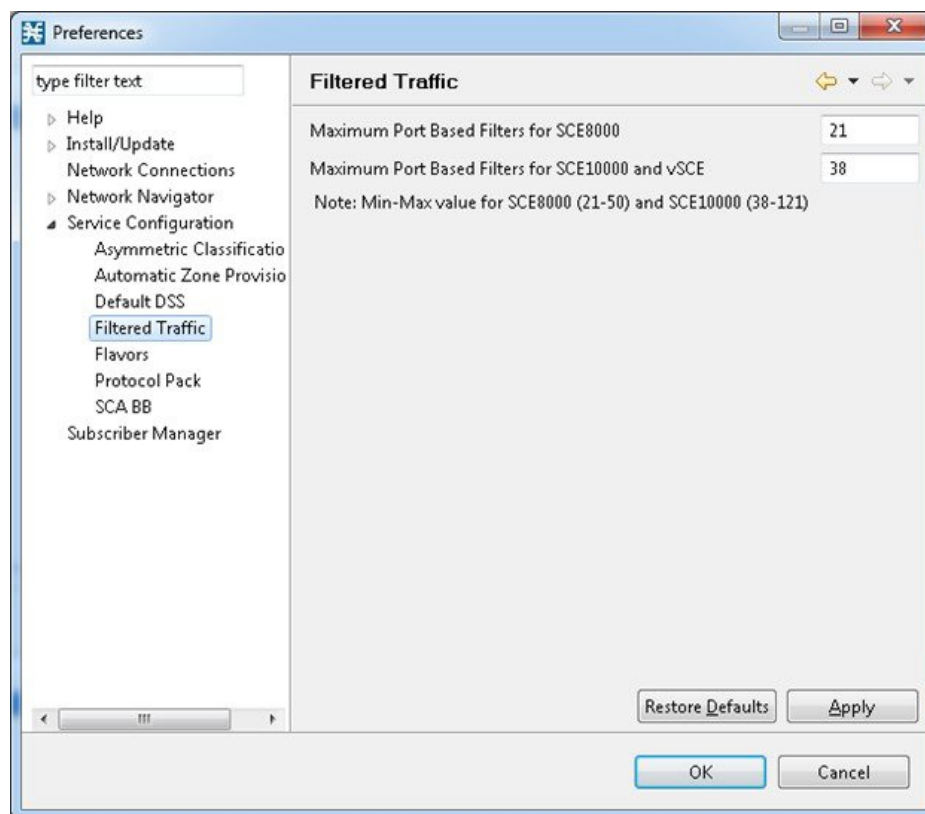 Preferences
type filter text
Help
Install/Update
Network Connections
Network Navigator
Service Configuration
Asymmetric Classificatio
Automatic Zone Provisio
Default DSS
Filtered Traffic
Flavors
Protocol Pack
SCA BB
Subscriber Manager
Filtered Traffic
Maximum Port Based Filters for SCE8000 21
Maximum Port Based Filters for SCE10000 and vSCE 38
Note: Min-Max value for SCE8000 (21-50) and SCE10000 (38-121)
Restore Defaults Apply
OK Cancel